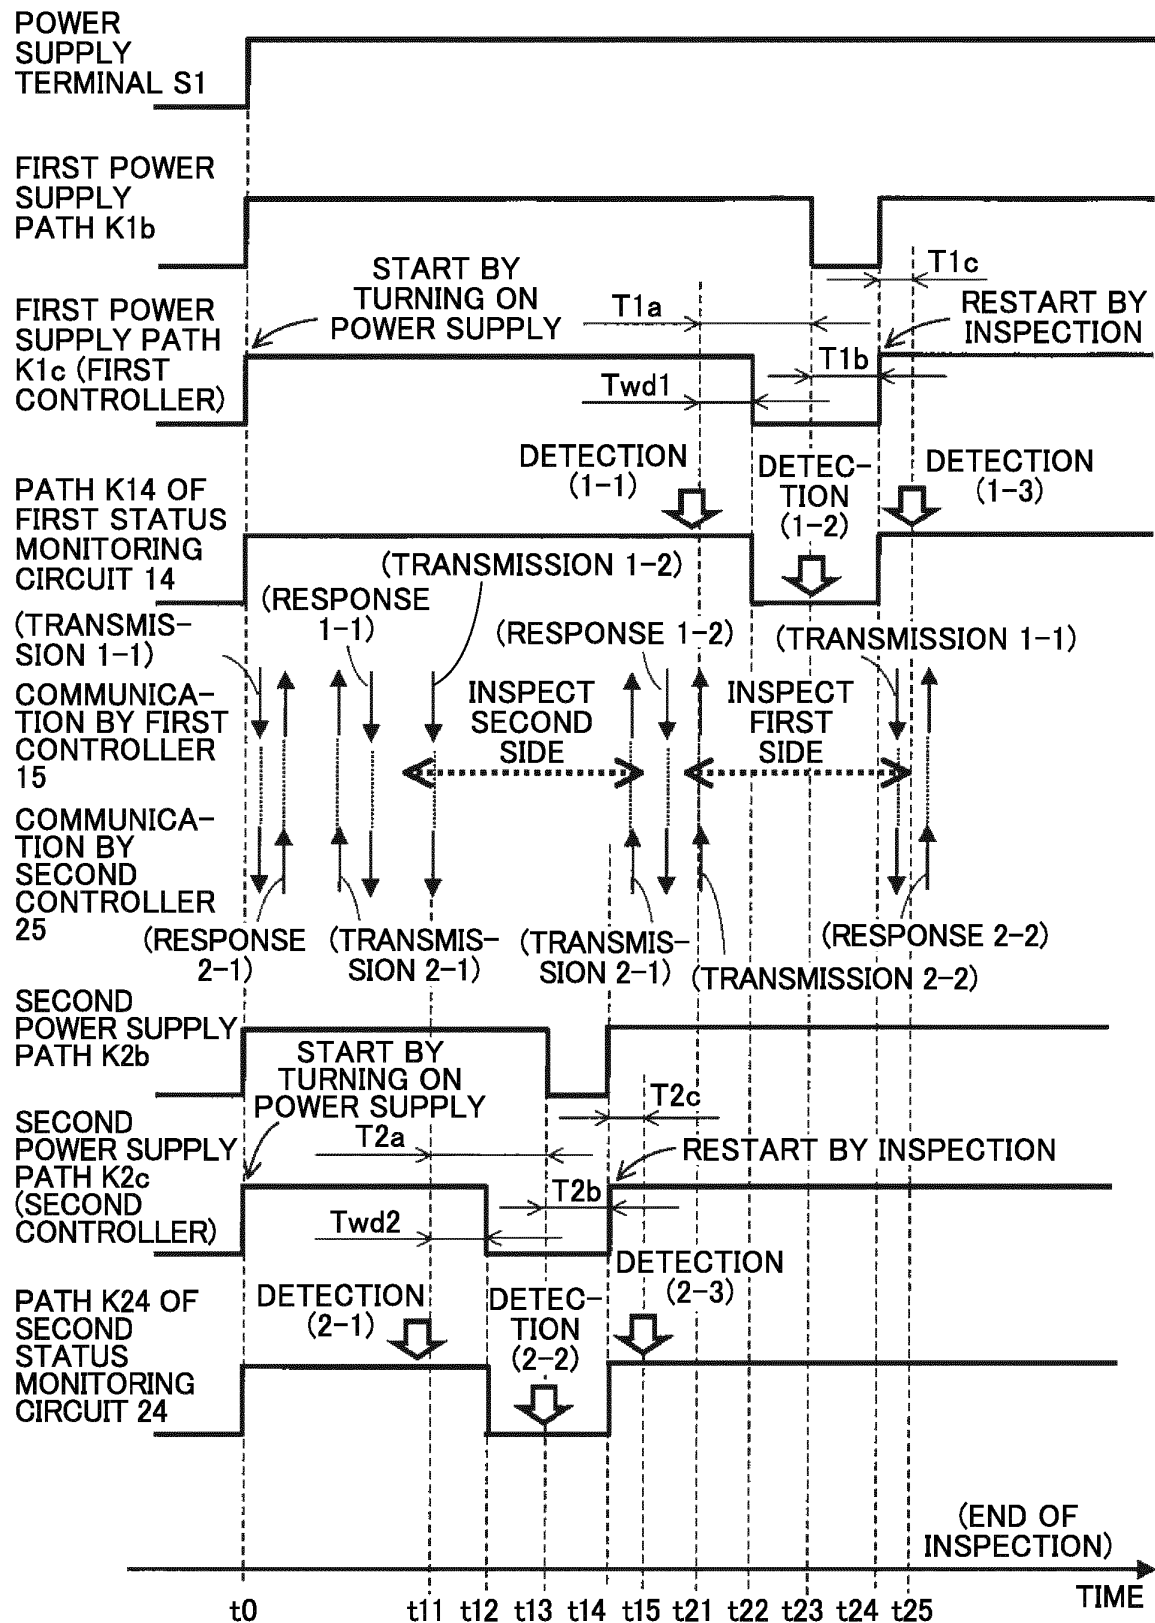 POWER
SUPPLY
TERMINAL S1
FIRST POWER
SUPPLY
PATH K1b
T1c
START BY
TURNING ON
POWER SUPPLY
T1a
RESTART BY
INSPECTION
FIRST POWER
SUPPLY PATH
K1c (FIRST
CONTROLLER)
T1b
Twd1
DETECTION
(1-1)
DETEC-
TION
(1-2)
DETECTION
(1-3)
PATH K14 OF
FIRST STATUS
MONITORING
CIRCUIT 14
(TRANSMISSION 1-2)
(RESPONSE
1-1)
(TRANSMIS-
SION 1-1)
(RESPONSE 1-2)
(TRANSMISSION 1-1)
COMMUNICA-
TION BY FIRST
CONTROLLER
15
INSPECT
SECOND
SIDE
INSPECT
FIRST
SIDE
COMMUNICA-
TION BY
SECOND
CONTROLLER
25
(RESPONSE
2-1)
(TRANSMIS-
SION 2-1)
(TRANSMIS-
SION 2-1)
(RESPONSE 2-2)
(TRANSMISSION 2-2)
SECOND
POWER SUPPLY
PATH K2b
START BY
TURNING ON
POWER SUPPLY
T2c
T2a
RESTART BY INSPECTION
SECOND
POWER SUPPLY
PATH K2c
(SECOND
CONTROLLER)
T2b
Twd2
DETECTION
(2-1)
DETEC-
TION
(2-2)
DETECTION
(2-3)
PATH K24 OF
SECOND
STATUS
MONITORING
CIRCUIT 24
(END OF
INSPECTION)
TIME
t0 t11 t12 t13 t14 t15 t21 t22 t23 t24 t25